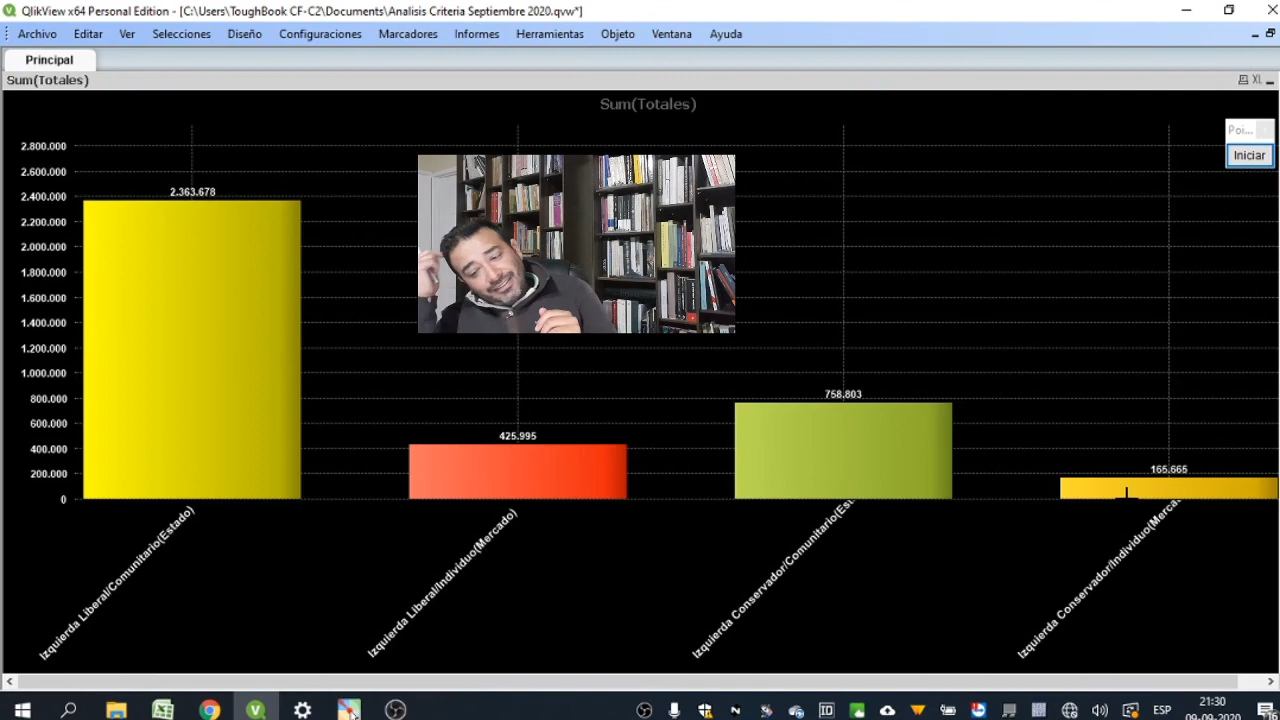 QlikView x64 Personal Edition - [C:\Users\ToughBook CF-C2\Documents\Analisis Criteria Septiembre 2020.qvw*]
Archivo Editar Ver Selecciones Diseño Configuraciones Marcadores Informes Herramientas Objeto Ventana Ayuda
Principal
Sum(Totales) XL
Sum(Totales)
Poi...
Iniciar
2.800.000
2.600.000
2.400.000
2.200.000
2.000.000
1.800.000
1.600.000
1.400.000
1.200.000
1.000.000
800.000
600.000
400.000
200.000
0
2.363.678
425.995
758.803
165.665
Izquierda Liberal/Comunitario(Estado)
Izquierda Liberal/Individuo(Mercado)
Izquierda Conservador/Comunitario(Est
Izquierda Conservador/Individuo(Merca
ESP
21:30
09-09-2020